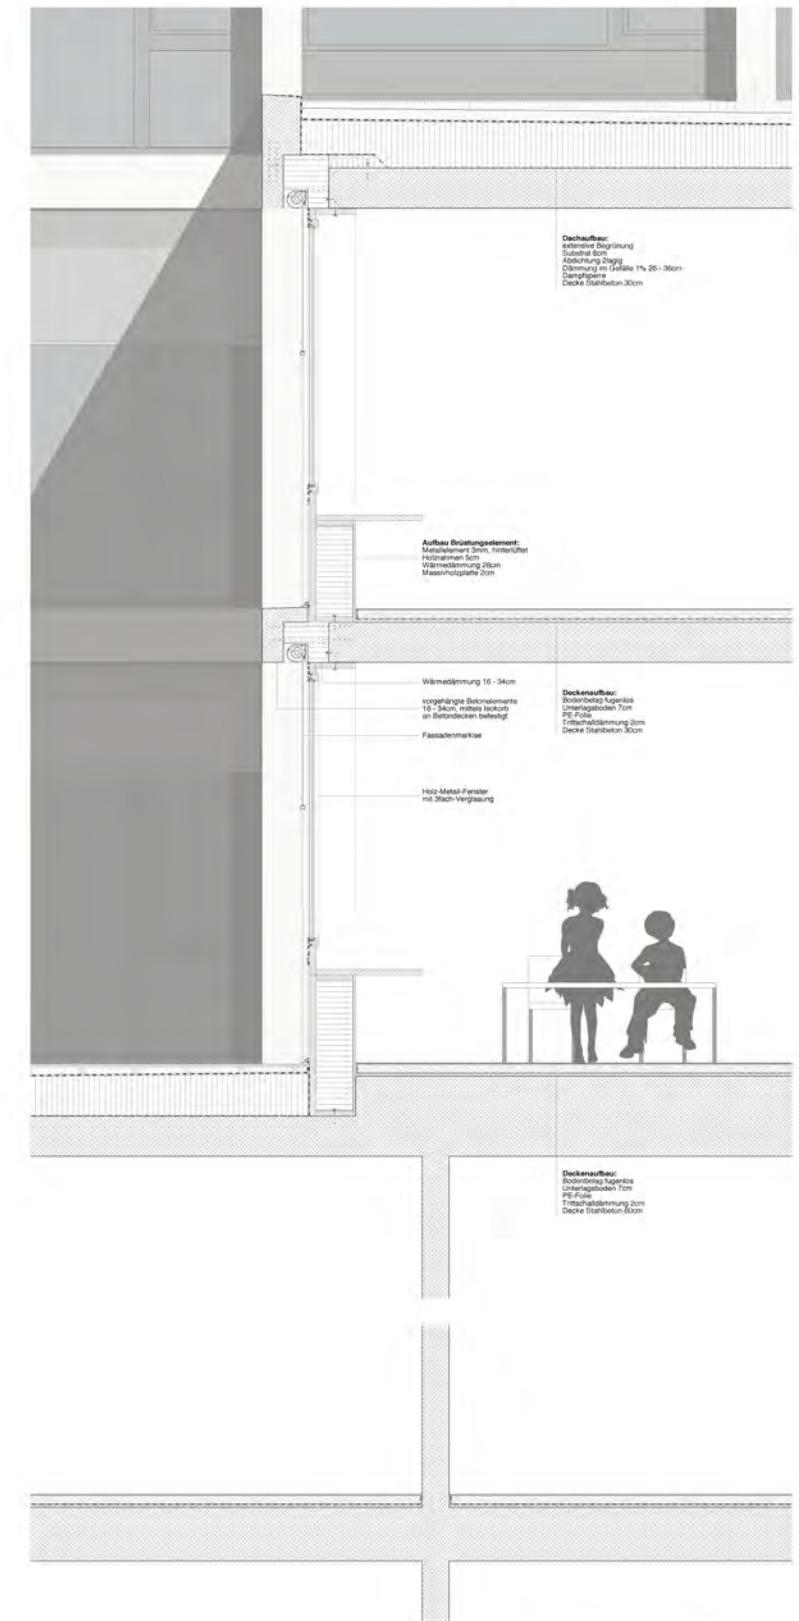 Dachaufbau:
extensive Begrünung
Substrat 8cm
Abdichtung 2lagig
Dämmung im Gefälle 1% 26 - 36cm
Dampfsperre
Decke Stahlbeton 30cm
Aufbau Brüstungselement:
Metallelement 3mm, hinterlüftet
Holzrahmen 5cm
Wärmedämmung 26cm
Massivholzplatte 2cm
Wärmedämmung 16 - 34cm
vorgehängte Betonelemente
16 - 34cm, mittels Isokorb
an Betondecken befestigt
Fassadenmarkise
Holz-Metall-Fenster
mit 3fach-Verglasung
Deckenaufbau:
Bodenbelag fugenlos
Unterlagsboden 7cm
PE-Folie
Trittschalldämmung 2cm
Decke Stahlbeton 30cm
Deckenaufbau:
Bodenbelag fugenlos
Unterlagsboden 7cm
PE-Folie
Trittschalldämmung 2cm
Decke Stahlbeton 60cm